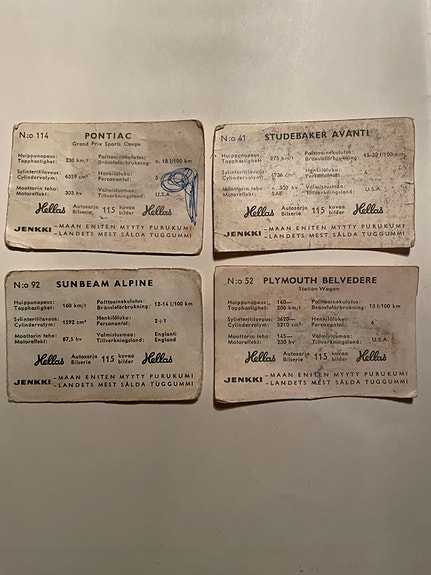 N:o 114 PONTIAC
Grand Prix Sports Coupe
Huippunopeus: 230 km/t Polttoainekulutus: n. 18 l/100 km
Topphastighet: Bränsleförbrukning:
Sylinteritilavuus: 6359 cm³ Henkilöluku: 5
Cylindervolym: Personantal:
Moottorin teho: 303 hv Valmistusmaa: U.S.A.
Motoreffekt: Tillverkningsland:
Hellas Autosarja 115 kuvaa Hellas
Bilserie bilder
JENKKI –MAAN ENITEN MYYTY PURUKUMI
–LANDETS MEST SÅLDA TUGGUMMI
N:o 41 STUDEBAKER AVANTI
Huippunopeus: 275 km/t Polttoainekulutus: 15-30 l/100 km
Topphastighet: Bränsleförbrukning:
Sylinteritilavuus: 4736 cm³ Henkilöluku:
Cylindervolym: Personantal:
Moottorin teho: n. 300 hv Valmistusmaa: U.S.A.
Motoreffekt: SAE Tillverkningsland:
Hellas Autosarja 115 kuvaa Hellas
Bilserie bilder
JENKKI –MAAN ENITEN MYYTY PURUKUMI
–LANDETS MEST SÅLDA TUGGUMMI
N:o 92 SUNBEAM ALPINE
Huippunopeus: 160 km/t Polttoainekulutus: 12-14 l/100 km
Topphastighet: Bränsleförbrukning:
Sylinteritilavuus: 1592 cm³ Henkilöluku: 2+1
Cylindervolym: Personantal:
Moottorin teho: 87,5 hv Valmistusmaa: Englanti
Motoreffekt: Tillverkningsland: England
Hellas Autosarja 115 kuvaa Hellas
Bilserie bilder
JENKKI –MAAN ENITEN MYYTY PURUKUMI
–LANDETS MEST SÅLDA TUGGUMMI
N:o 52 PLYMOUTH BELVEDERE
Station Wagon
Huippunopeus: 160— Polttoainekulutus: 13 l/100 km
Topphastighet: 200 km/t Bränsleförbrukning:
Sylinteritilavuus: 3620— Henkilöluku: 6
Cylindervolym: 5210 cm³ Personantal:
Moottorin teho: 145— Valmistusmaa: U.S.A.
Motoreffekt: 230 hv Tillverkningsland:
Hellas Autosarja 115 kuvaa Hellas
Bilserie bilder
JENKKI –MAAN ENITEN MYYTY PURUKUMI
–LANDETS MEST SÅLDA TUGGUMMI